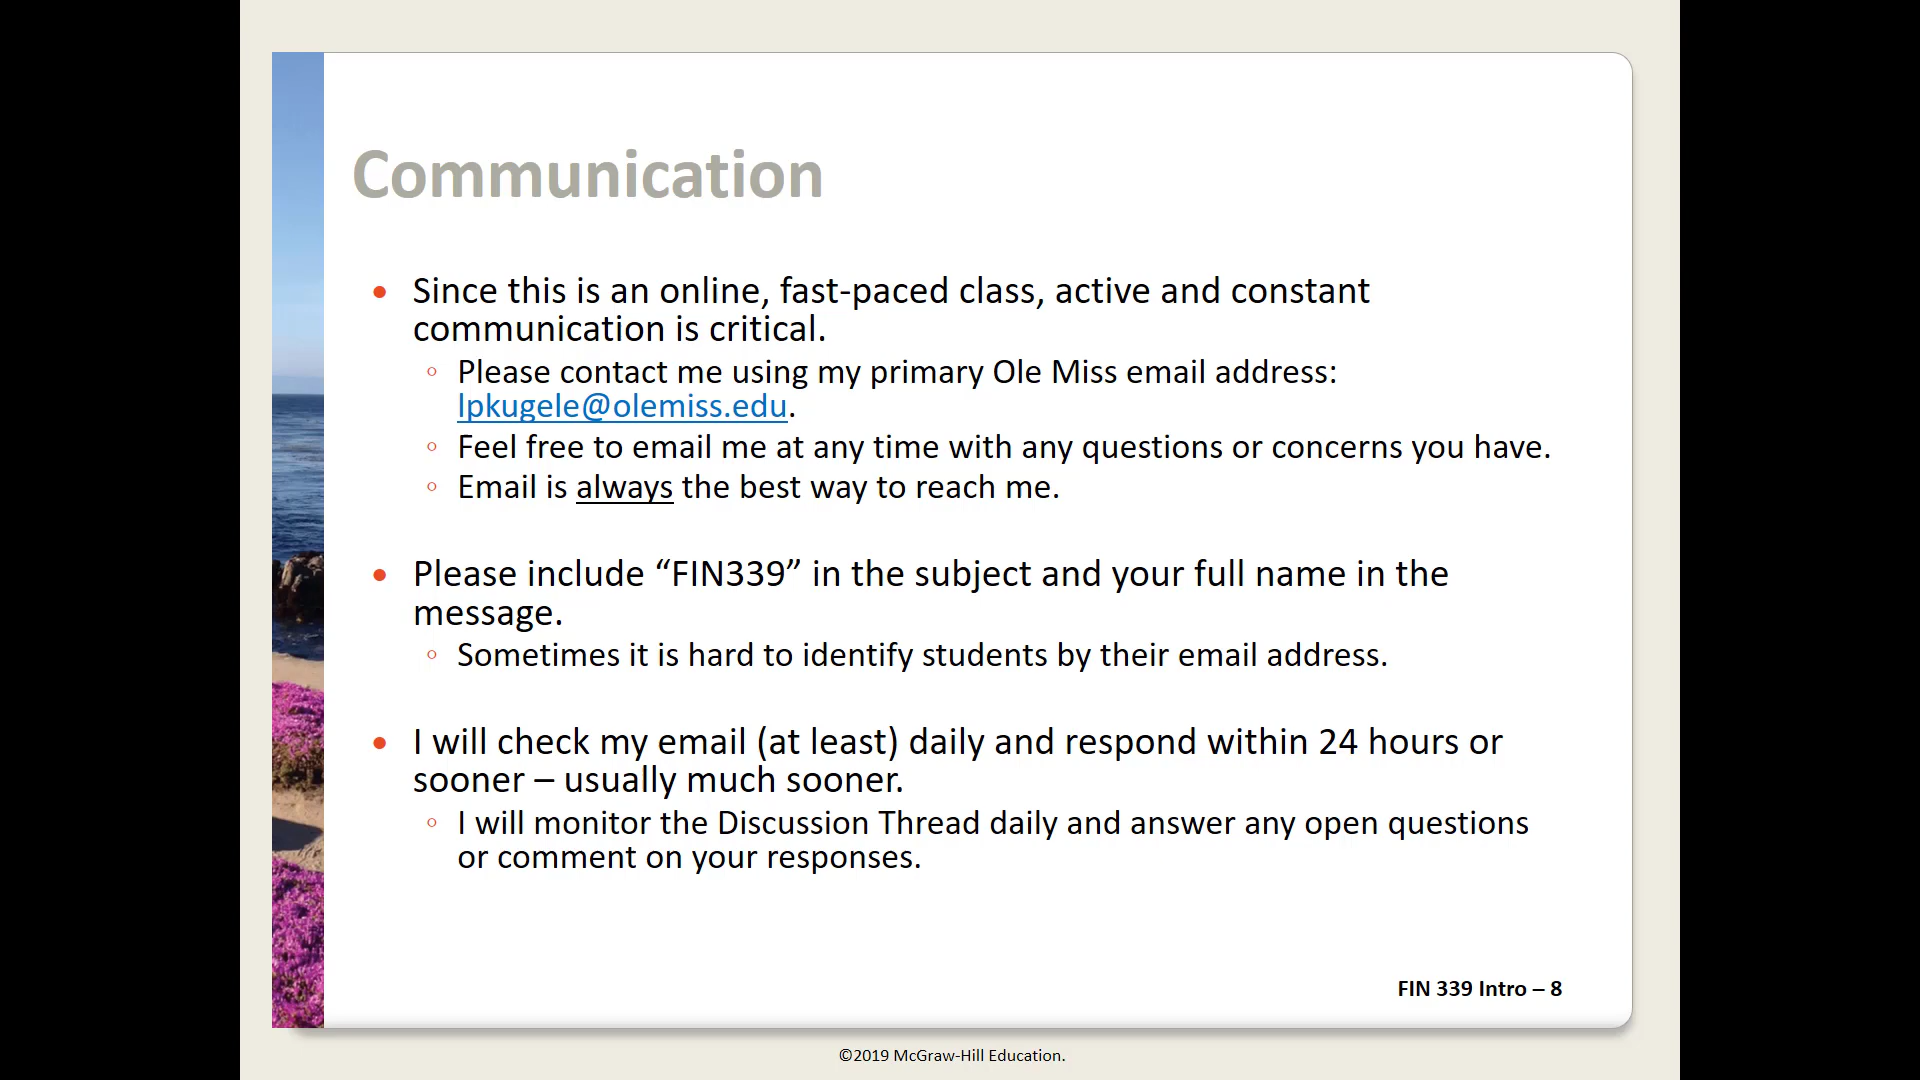 Communication
• Since this is an online, fast-paced class, active and constant
communication is critical.
◦ Please contact me using my primary Ole Miss email address:
lpkugele@olemiss.edu.
◦ Feel free to email me at any time with any questions or concerns you have.
◦ Email is always the best way to reach me.
• Please include “FIN339” in the subject and your full name in the
message.
◦ Sometimes it is hard to identify students by their email address.
• I will check my email (at least) daily and respond within 24 hours or
sooner – usually much sooner.
◦ I will monitor the Discussion Thread daily and answer any open questions
or comment on your responses.
FIN 339 Intro – 8
©2019 McGraw-Hill Education.